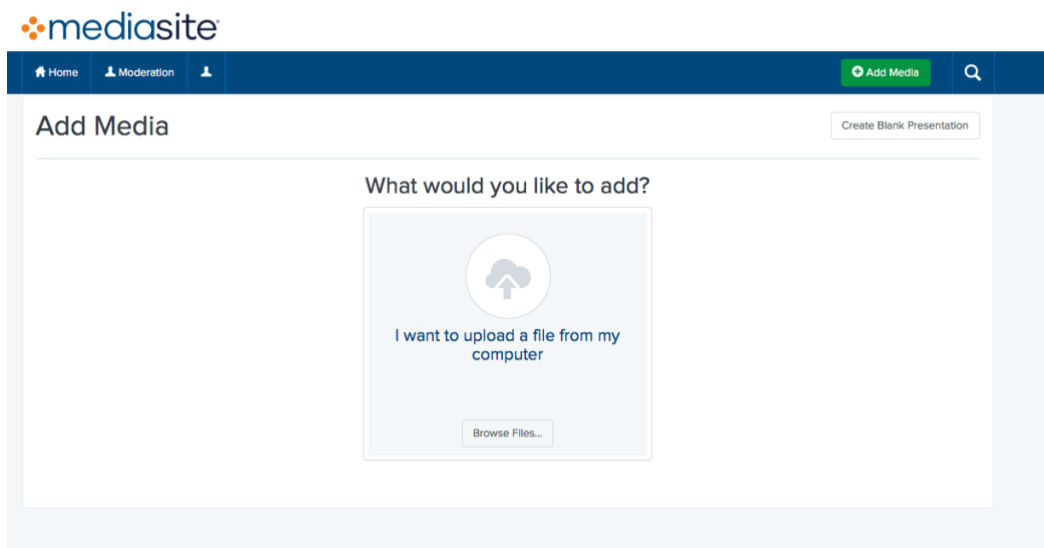 mediasite
Home Moderation Add Media
Add Media Create Blank Presentation
What would you like to add?
I want to upload a file from my
computer
Browse Files...